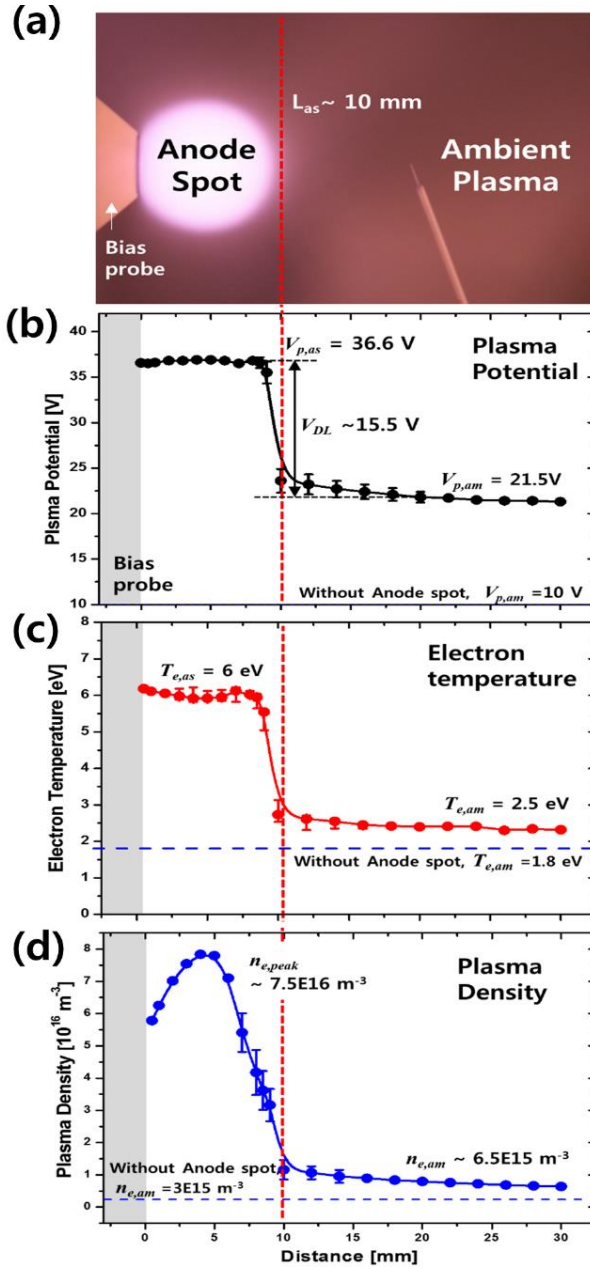 (a)
L_as~ 10 mm
Anode
Spot
Ambient
Plasma
Bias
probe
(b)
40
35
30
25
20
15
10
Plsma Potential [V]
V_p,as = 36.6 V
Plasma
Potential
V_DL ~15.5 V
V_p,am = 21.5V
Bias
probe
Without Anode spot, V_p,am =10 V
(c)
8
7
6
5
4
3
2
1
0
Electron Temperature [eV]
T_e,as = 6 eV
Electron
temperature
T_e,am = 2.5 eV
Without Anode spot, T_e,am =1.8 eV
(d)
8
7
6
5
4
3
2
1
0
Plasma Density [10^16 m^-3]
n_e,peak
~ 7.5E16 m^-3
Plasma
Density
Without Anode spot,
n_e,am =3E15 m^-3
n_e,am ~ 6.5E15 m^-3
0 5 10 15 20 25 30
Distance [mm]